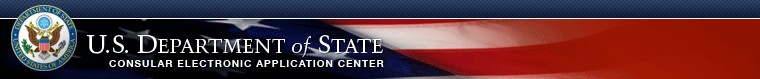 U.S. DEPARTMENT of STATE
CONSULAR ELECTRONIC APPLICATION CENTER